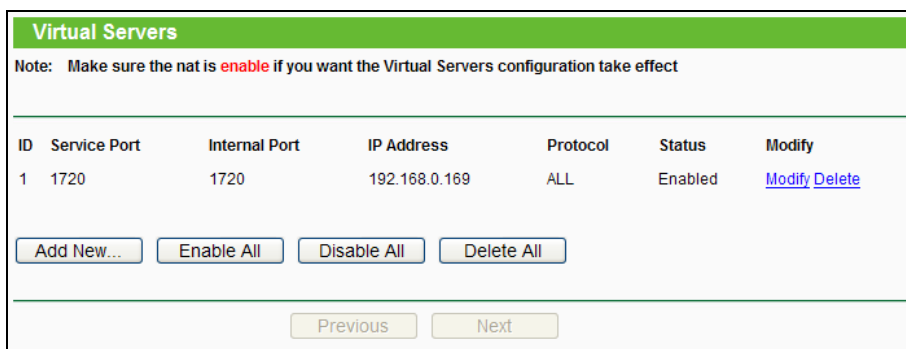 Virtual Servers
Note: Make sure the nat is enable if you want the Virtual Servers configuration take effect
ID Service Port Internal Port IP Address Protocol Status Modify
1 1720 1720 192.168.0.169 ALL Enabled Modify Delete
Add New... Enable All Disable All Delete All
Previous Next